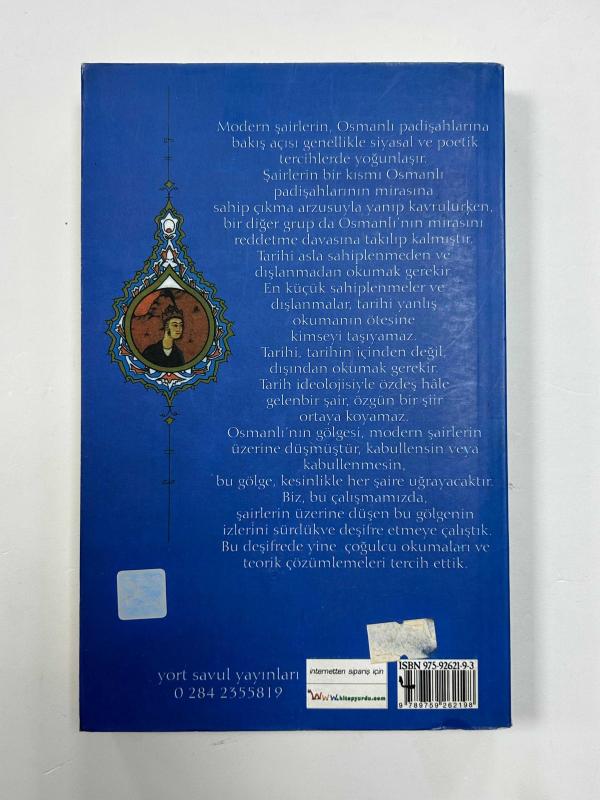 Modern şairlerin, Osmanlı padişahlarına
bakış açısı genellikle siyasal ve poetik
tercihlerde yoğunlaşır.
Şairlerin bir kısmı Osmanlı
padişahlarının mirasına
sahip çıkma arzusuyla yanıp kavrulurken,
bir diğer grup da Osmanlı'nın mirasını
reddetme davasına takılıp kalmıştır.
Tarihi asla sahiplenmeden ve
dışlanmadan okumak gerekir.
En küçük sahiplenmeler ve
dışlanmalar, tarihi yanlış
okumanın ötesine
kimseyi taşıyamaz.
Tarihi, tarihin içinden değil,
dışından okumak gerekir.
Tarih ideolojisiyle özdeş hâle
gelenbir şair, özgün bir şiir
ortaya koyamaz.
Osmanlı'nın gölgesi, modern şairlerin
üzerine düşmüştür, kabullensin veya
kabullenmesin,
bu gölge, kesinlikle her şaire uğrayacaktır.
Biz, bu çalışmamızda,
şairlerin üzerine düşen bu gölgenin
izlerini sürdükve deşifre etmeye çalıştık.
Bu deşifrede yine çoğulcu okumaları ve
teorik çözümlemeleri tercih ettik.
yort savul yayınları
0 284 2355819
internetten sipariş için
www.kitapyurdu.com
ISBN 975-92621-9-3
9 789759 262198